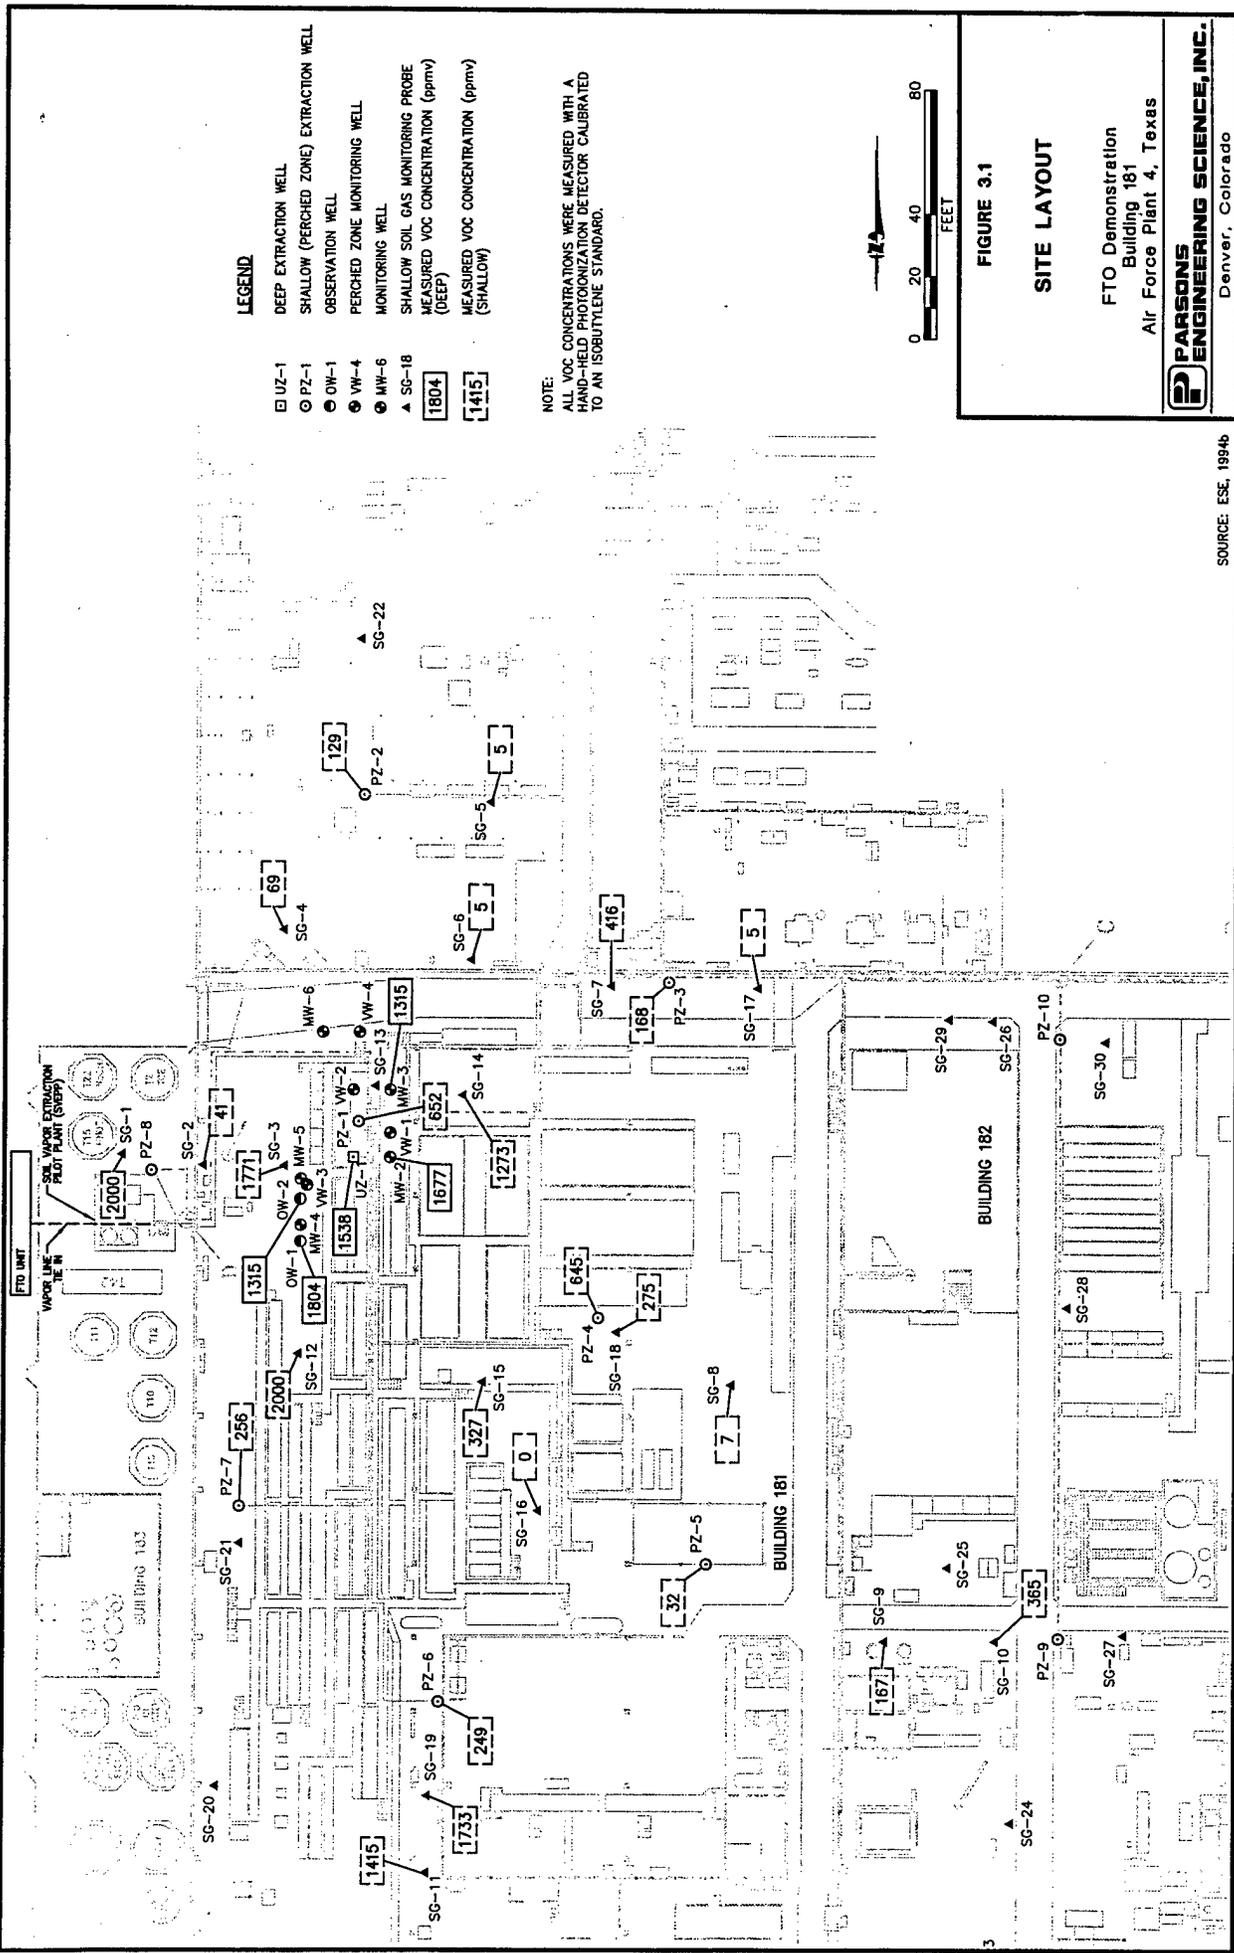 LEGEND
UZ-1 DEEP EXTRACTION WELL
PZ-1 SHALLOW (PERCHED ZONE) EXTRACTION WELL
OW-1 OBSERVATION WELL
VW-4 PERCHED ZONE MONITORING WELL
MW-6 MONITORING WELL
SG-18 SHALLOW SOIL GAS MONITORING PROBE
1804 MEASURED VOC CONCENTRATION (ppmv)
(DEEP)
1415 MEASURED VOC CONCENTRATION (ppmv)
(SHALLOW)
NOTE:
ALL VOC CONCENTRATIONS WERE MEASURED WITH A
HAND-HELD PHOTOIONIZATION DETECTOR CALIBRATED
TO AN ISOBUTYLENE STANDARD.
0 20 40 80
FEET
FIGURE 3.1
SITE LAYOUT
FTO Demonstration
Building 181
Air Force Plant 4, Texas
PARSONS
ENGINEERING SCIENCE, INC.
Denver, Colorado
SOURCE: ESE, 1994b
FTO UNIT
VAPOR LINE
TIE IN
SOIL VAPOR EXTRACTION
PILOT PLANT (SVEPP)
2000
SG-1
PZ-8
SG-2
41
1771
SG-3
MW-5
OW-2
VW-3
1315
OW-1
MW-4
1804
1538
UZ-1
PZ-1
VW-2
SG-13
MW-6
VW-4
1315
MW-3
652
VW-1
MW-2
1677
SG-14
1273
69
SG-4
SG-6
5
129
PZ-2
SG-5
5
SG-22
416
SG-7
168
PZ-3
SG-17
5
T42
T11
T12
T10
T15
BUILDING 183
256
PZ-7
SG-21
2000
SG-12
SG-15
327
0
SG-16
645
PZ-4
SG-18
275
SG-8
7
PZ-5
32
BUILDING 181
SG-20
PZ-6
249
SG-19
1733
1415
SG-11
BUILDING 182
SG-29
SG-26
PZ-10
SG-30
SG-28
SG-25
SG-9
167
SG-10
365
PZ-9
SG-27
SG-24
3